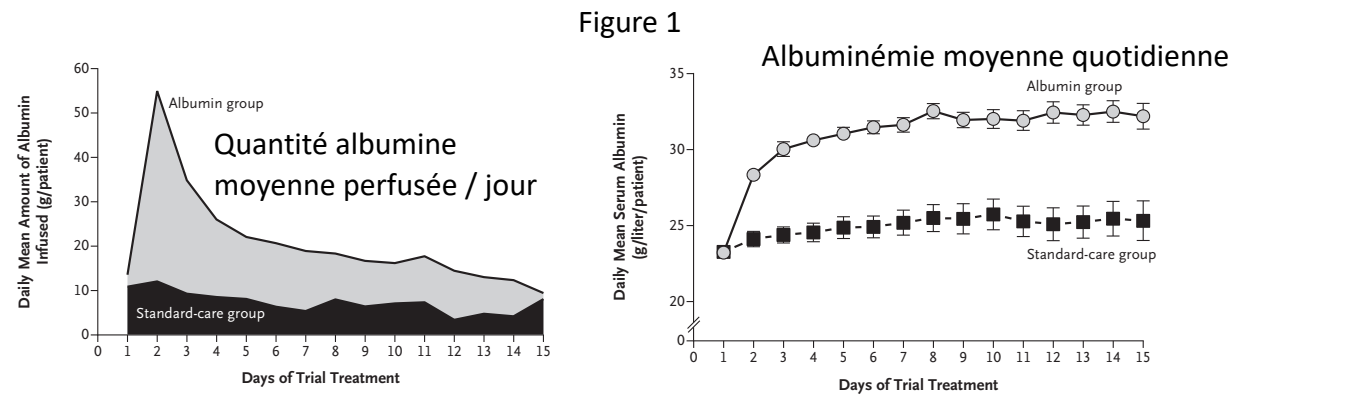 Figure 1
Daily Mean Amount of Albumin
Infused (g/patient)
60
50
40
30
20
10
0
Albumin group
Quantité albumine
moyenne perfusée / jour
Standard-care group
0 1 2 3 4 5 6 7 8 9 10 11 12 13 14 15
Days of Trial Treatment
Albuminémie moyenne quotidienne
Daily Mean Serum Albumin
(g/liter/patient)
35
30
25
20
0
Albumin group
Standard-care group
0 1 2 3 4 5 6 7 8 9 10 11 12 13 14 15
Days of Trial Treatment